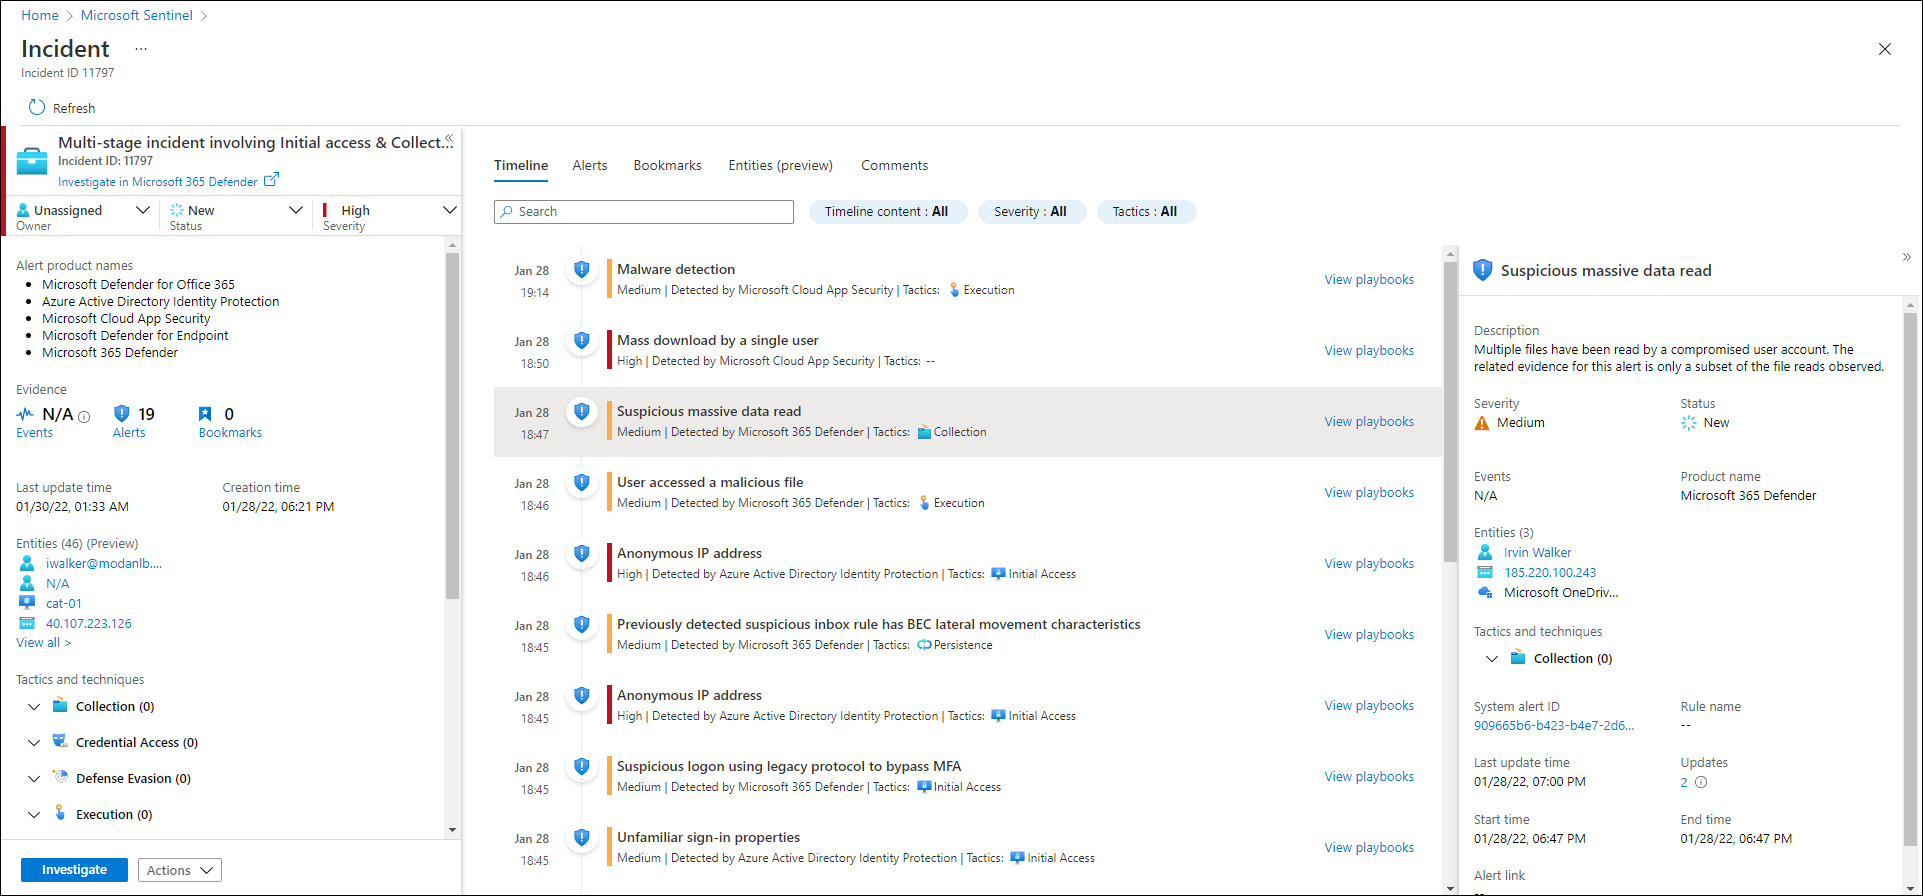 Home > Microsoft Sentinel >
Incident ...
Incident ID 11797
Refresh
Multi-stage incident involving Initial access & Collect...
Incident ID: 11797
Investigate in Microsoft 365 Defender
Unassigned
Owner
New
Status
High
Severity
Alert product names
• Microsoft Defender for Office 365
• Azure Active Directory Identity Protection
• Microsoft Cloud App Security
• Microsoft Defender for Endpoint
• Microsoft 365 Defender
Evidence
N/A 19 0
Events Alerts Bookmarks
Last update time Creation time
01/30/22, 01:33 AM 01/28/22, 06:21 PM
Entities (46) (Preview)
iwalker@modanlb....
N/A
cat-01
40.107.223.126
View all >
Tactics and techniques
Collection (0)
Credential Access (0)
Defense Evasion (0)
Execution (0)
Investigate Actions
Timeline Alerts Bookmarks Entities (preview) Comments
Search Timeline content : All Severity : All Tactics : All
Jan 28
19:14
Malware detection
Medium | Detected by Microsoft Cloud App Security | Tactics: Execution
View playbooks
Jan 28
18:50
Mass download by a single user
High | Detected by Microsoft Cloud App Security | Tactics: --
View playbooks
Jan 28
18:47
Suspicious massive data read
Medium | Detected by Microsoft 365 Defender | Tactics: Collection
View playbooks
Jan 28
18:46
User accessed a malicious file
Medium | Detected by Microsoft 365 Defender | Tactics: Execution
View playbooks
Jan 28
18:46
Anonymous IP address
High | Detected by Azure Active Directory Identity Protection | Tactics: Initial Access
View playbooks
Jan 28
18:45
Previously detected suspicious inbox rule has BEC lateral movement characteristics
Medium | Detected by Microsoft 365 Defender | Tactics: Persistence
View playbooks
Jan 28
18:45
Anonymous IP address
High | Detected by Azure Active Directory Identity Protection | Tactics: Initial Access
View playbooks
Jan 28
18:45
Suspicious logon using legacy protocol to bypass MFA
Medium | Detected by Microsoft 365 Defender | Tactics: Initial Access
View playbooks
Jan 28
18:45
Unfamiliar sign-in properties
Medium | Detected by Azure Active Directory Identity Protection | Tactics: Initial Access
View playbooks
Suspicious massive data read
Description
Multiple files have been read by a compromised user account. The
related evidence for this alert is only a subset of the file reads observed.
Severity Status
Medium New
Events Product name
N/A Microsoft 365 Defender
Entities (3)
Irvin Walker
185.220.100.243
Microsoft OneDriv...
Tactics and techniques
Collection (0)
System alert ID Rule name
909665b6-b423-b4e7-2d6... --
Last update time Updates
01/28/22, 07:00 PM 2
Start time End time
01/28/22, 06:47 PM 01/28/22, 06:47 PM
Alert link